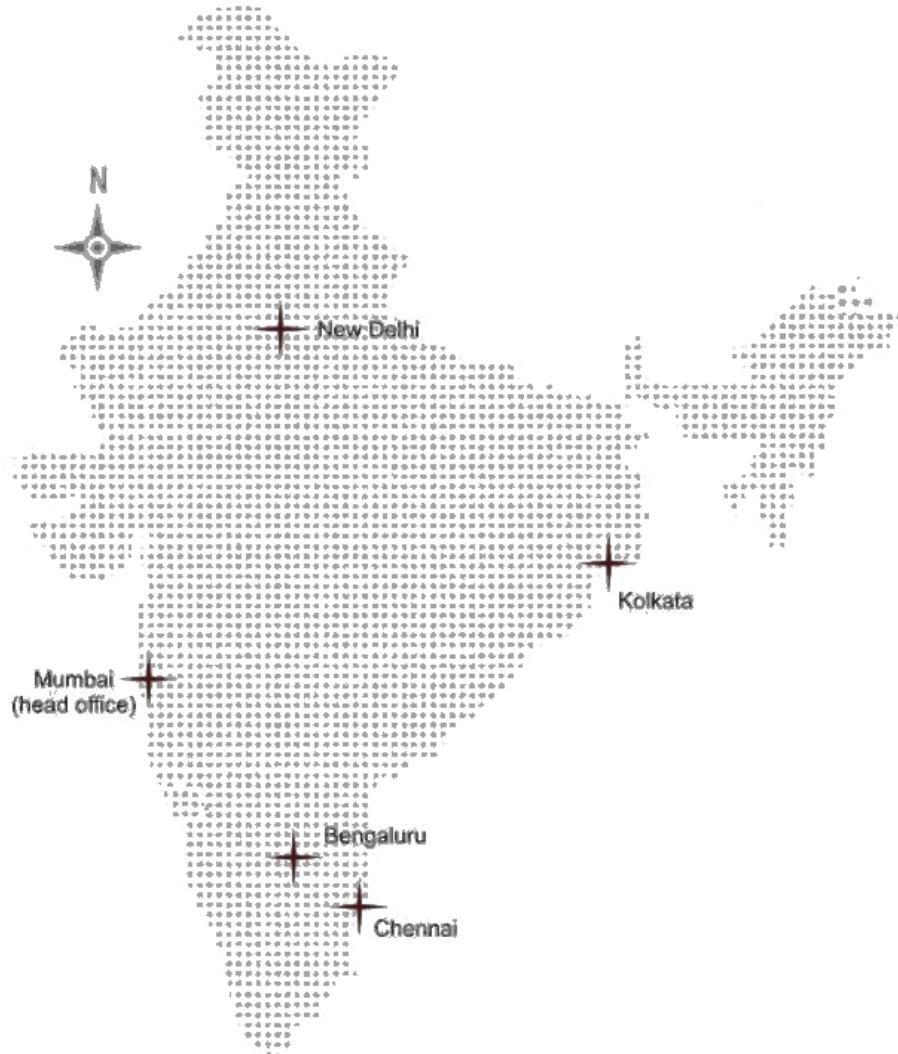 N
New Delhi
Kolkata
Mumbai
(head office)
Bengaluru
Chennai